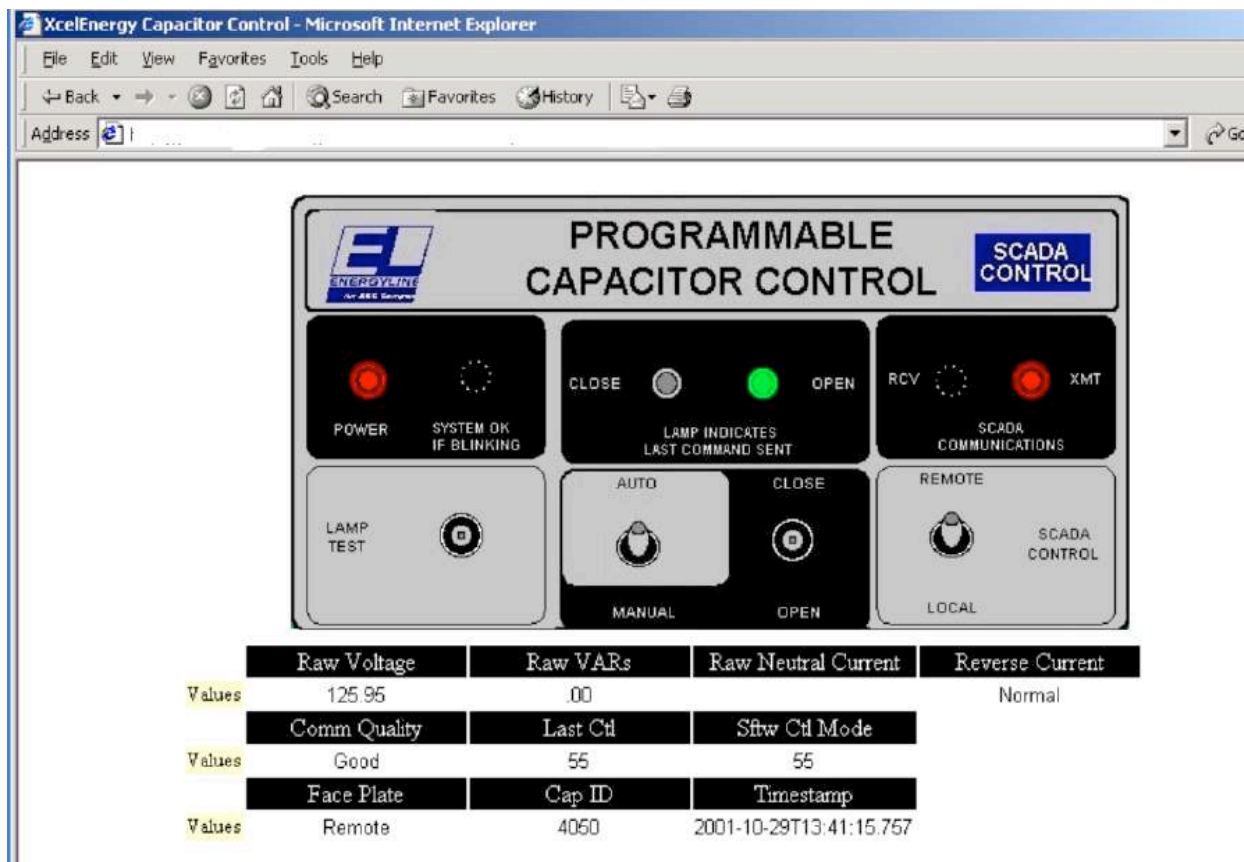 XcelEnergy Capacitor Control - Microsoft Internet Explorer
File Edit View Favorites Tools Help
Back Search Favorites History
Address Go
PROGRAMMABLE
CAPACITOR CONTROL
SCADA
CONTROL
EL
ENERGYLINE
POWER
SYSTEM OK
IF BLINKING
CLOSE OPEN
LAMP INDICATES
LAST COMMAND SENT
RCV XMT
SCADA
COMMUNICATIONS
LAMP
TEST
AUTO
MANUAL
CLOSE
OPEN
REMOTE
SCADA
CONTROL
LOCAL
Raw Voltage Raw VARs Raw Neutral Current Reverse Current
Values 125.95 .00 Normal
Comm Quality Last Ctl Sftw Ctl Mode
Values Good 55 55
Face Plate Cap ID Timestamp
Values Remote 4050 2001-10-29T13:41:15.757